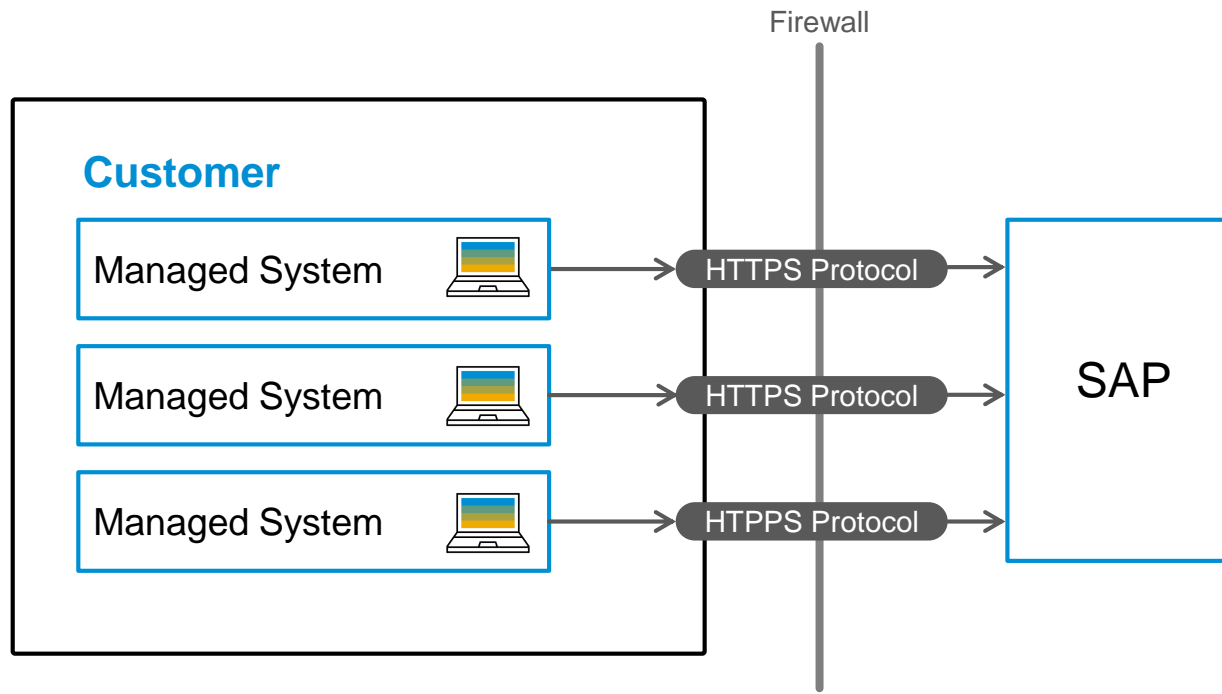 Firewall
Customer
Managed System
HTTPS Protocol
Managed System
HTTPS Protocol
SAP
Managed System
HTPPS Protocol